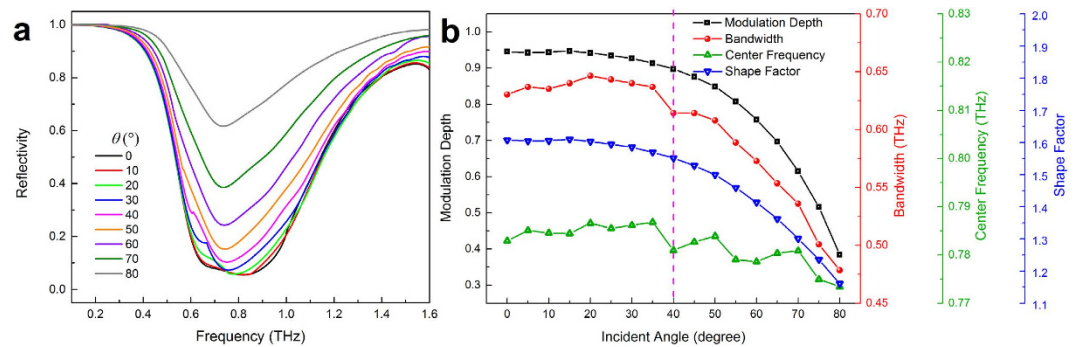 a
1.0
0.8
0.6
0.4
0.2
0.0
Reflectivity
θ (°)
0
10
20
30
40
50
60
70
80
0.2 0.4 0.6 0.8 1.0 1.2 1.4 1.6
Frequency (THz)
b
Modulation Depth
Bandwidth
Center Frequency
Shape Factor
1.0
0.9
0.8
0.7
0.6
0.5
0.4
0.3
Modulation Depth
0 10 20 30 40 50 60 70 80
Incident Angle (degree)
0.70
0.65
0.60
0.55
0.50
0.45
Bandwidth (THz)
0.83
0.82
0.81
0.80
0.79
0.78
0.77
Center Frequency (THz)
2.0
1.9
1.8
1.7
1.6
1.5
1.4
1.3
1.2
1.1
Shape Factor